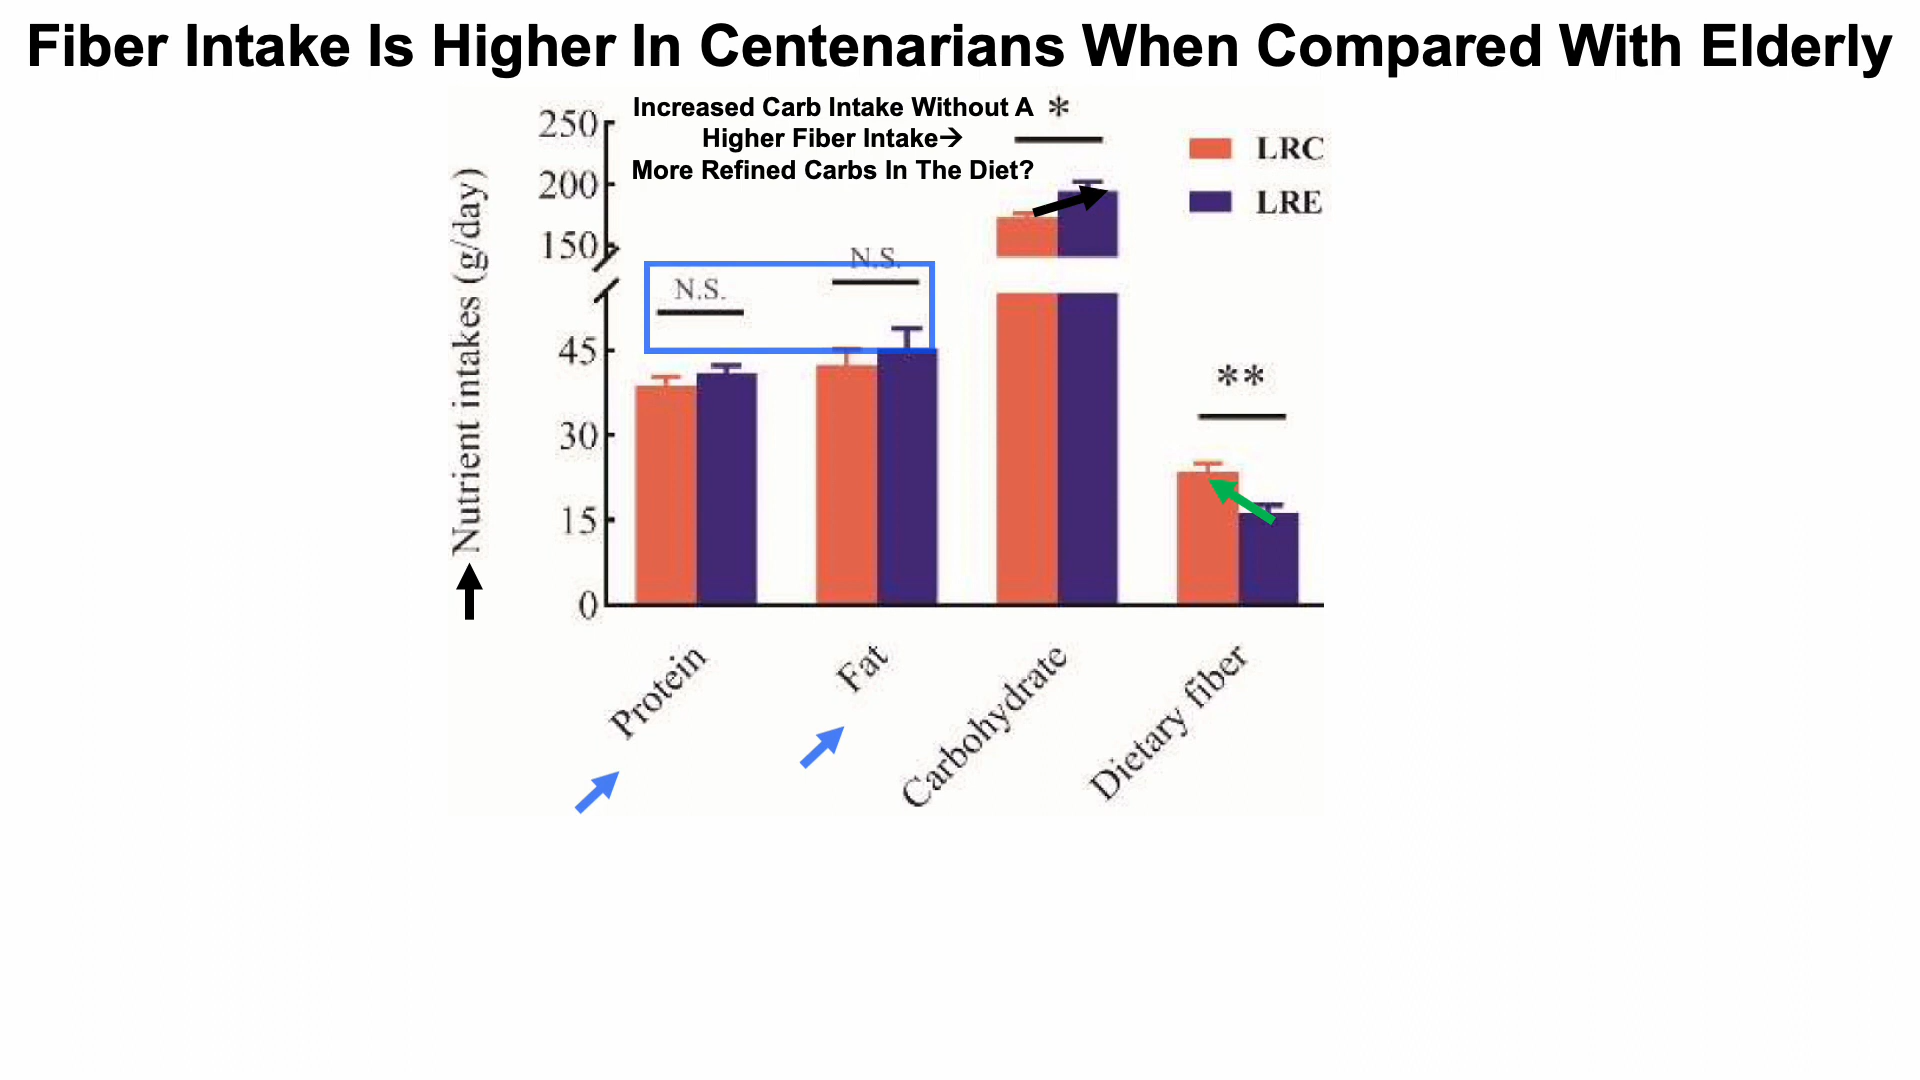 Fiber Intake Is Higher In Centenarians When Compared With Elderly
Increased Carb Intake Without A
Higher Fiber Intake→
More Refined Carbs In The Diet?
*
LRC
LRE
Nutrient intakes (g/day)
250
200
150
45
30
15
0
N.S.
N.S.
**
Protein
Fat
Carbohydrate
Dietary fiber